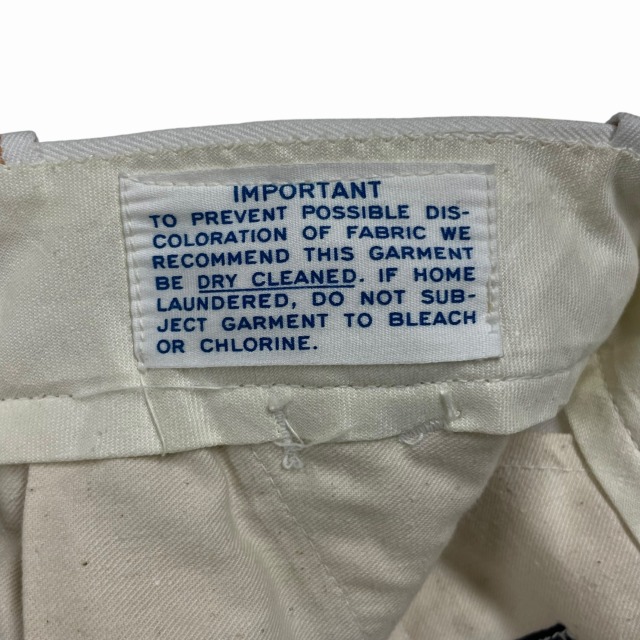 IMPORTANT
TO PREVENT POSSIBLE DIS-
COLORATION OF FABRIC WE
RECOMMEND THIS GARMENT
BE DRY CLEANED. IF HOME
LAUNDERED, DO NOT SUB-
JECT GARMENT TO BLEACH
OR CHLORINE.